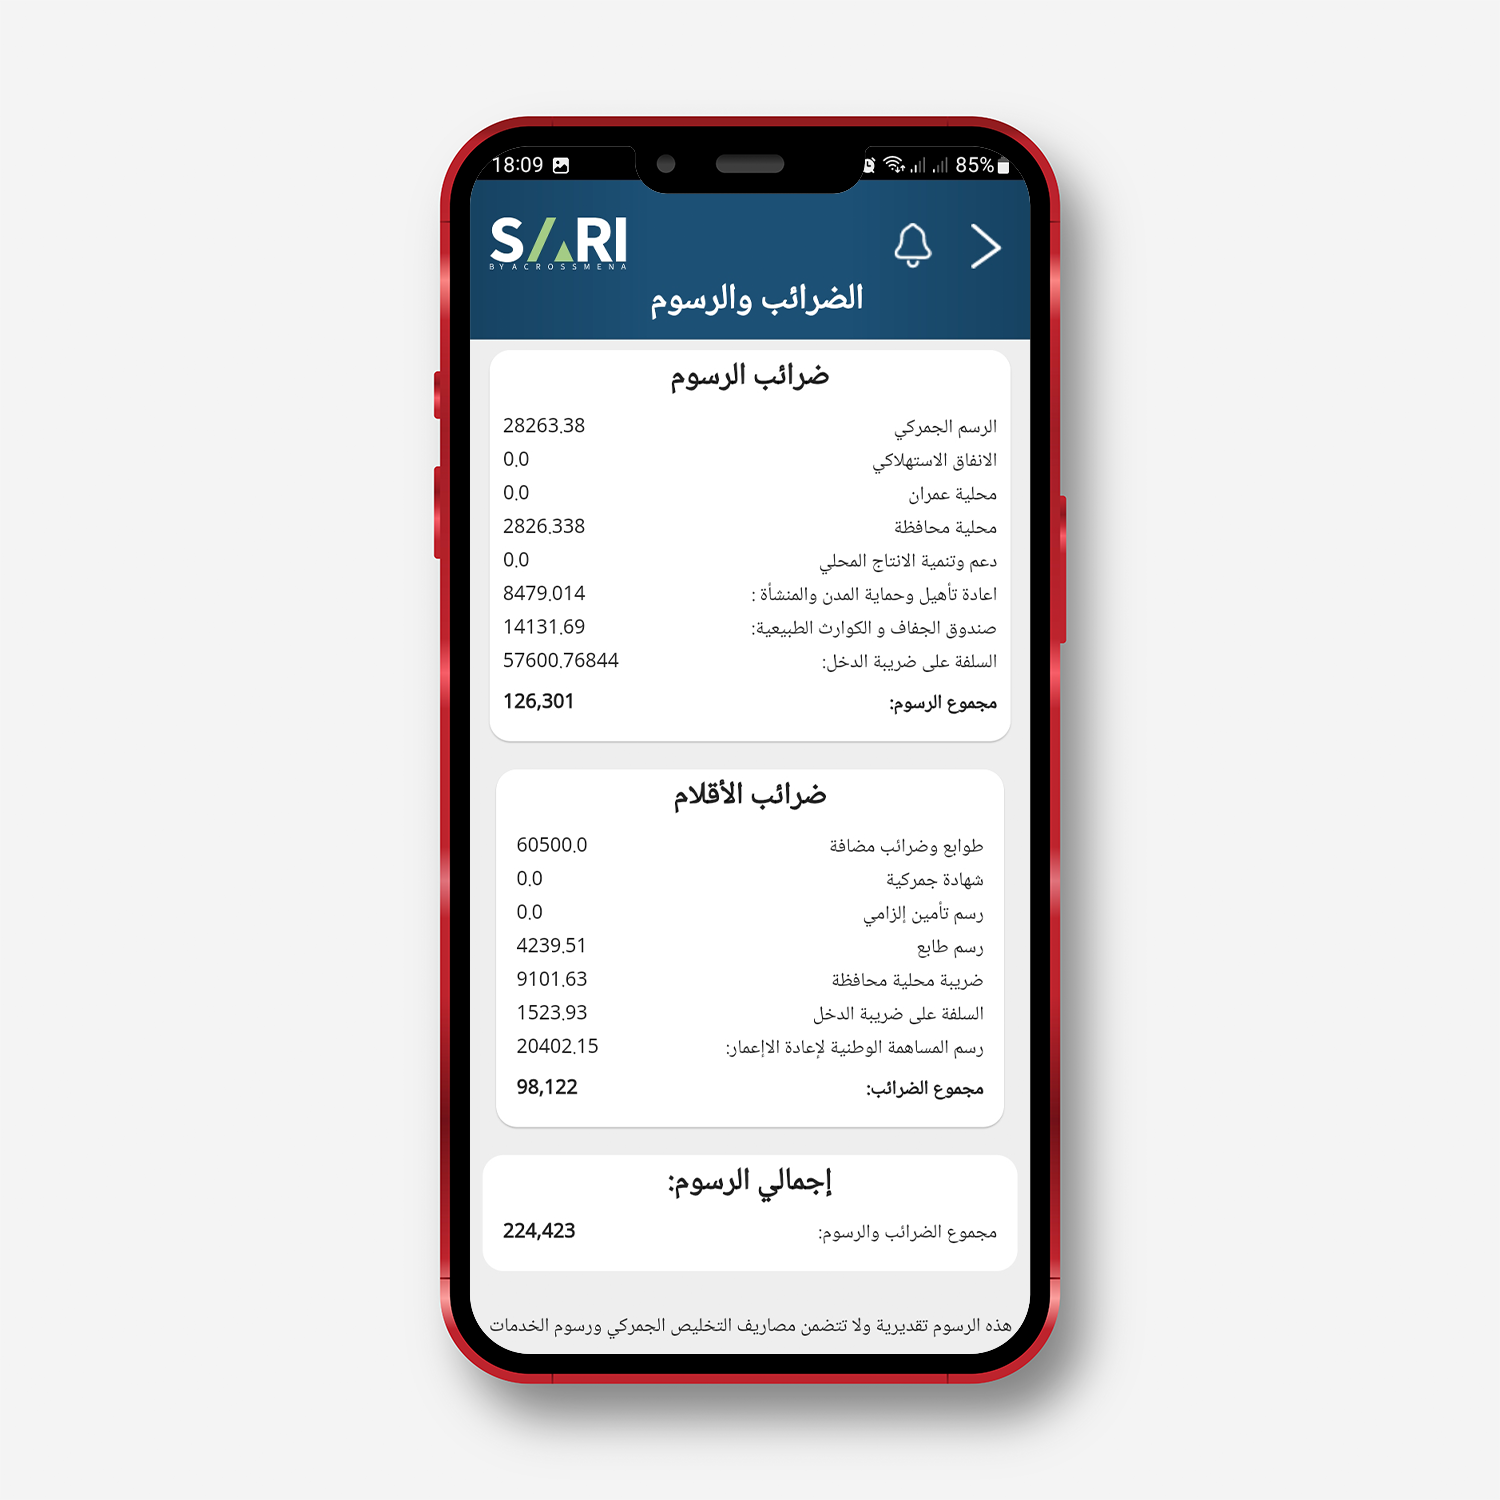 18:09 85%
SARI
BY ACROSSMENA
الضرائب والرسوم
ضرائب الرسوم
الرسم الجمركي 28263.38
الانفاق الاستهلاكي 0.0
محلية عمران 0.0
محلية محافظة 2826.338
دعم وتنمية الانتاج المحلي 0.0
اعادة تأهيل وحماية المدن والمنشأة : 8479.014
صندوق الجفاف و الكوارث الطبيعية: 14131.69
السلفة على ضريبة الدخل: 57600.76844
مجموع الرسوم: 126,301
ضرائب الأقلام
طوابع وضرائب مضافة 60500.0
شهادة جمركية 0.0
رسم تأمين إلزامي 0.0
رسم طابع 4239.51
ضريبة محلية محافظة 9101.63
السلفة على ضريبة الدخل 1523.93
رسم المساهمة الوطنية لإعادة الاإعمار: 20402.15
مجموع الضرائب: 98,122
إجمالي الرسوم:
مجموع الضرائب والرسوم: 224,423
هذه الرسوم تقديرية ولا تتضمن مصاريف التخليص الجمركي ورسوم الخدمات